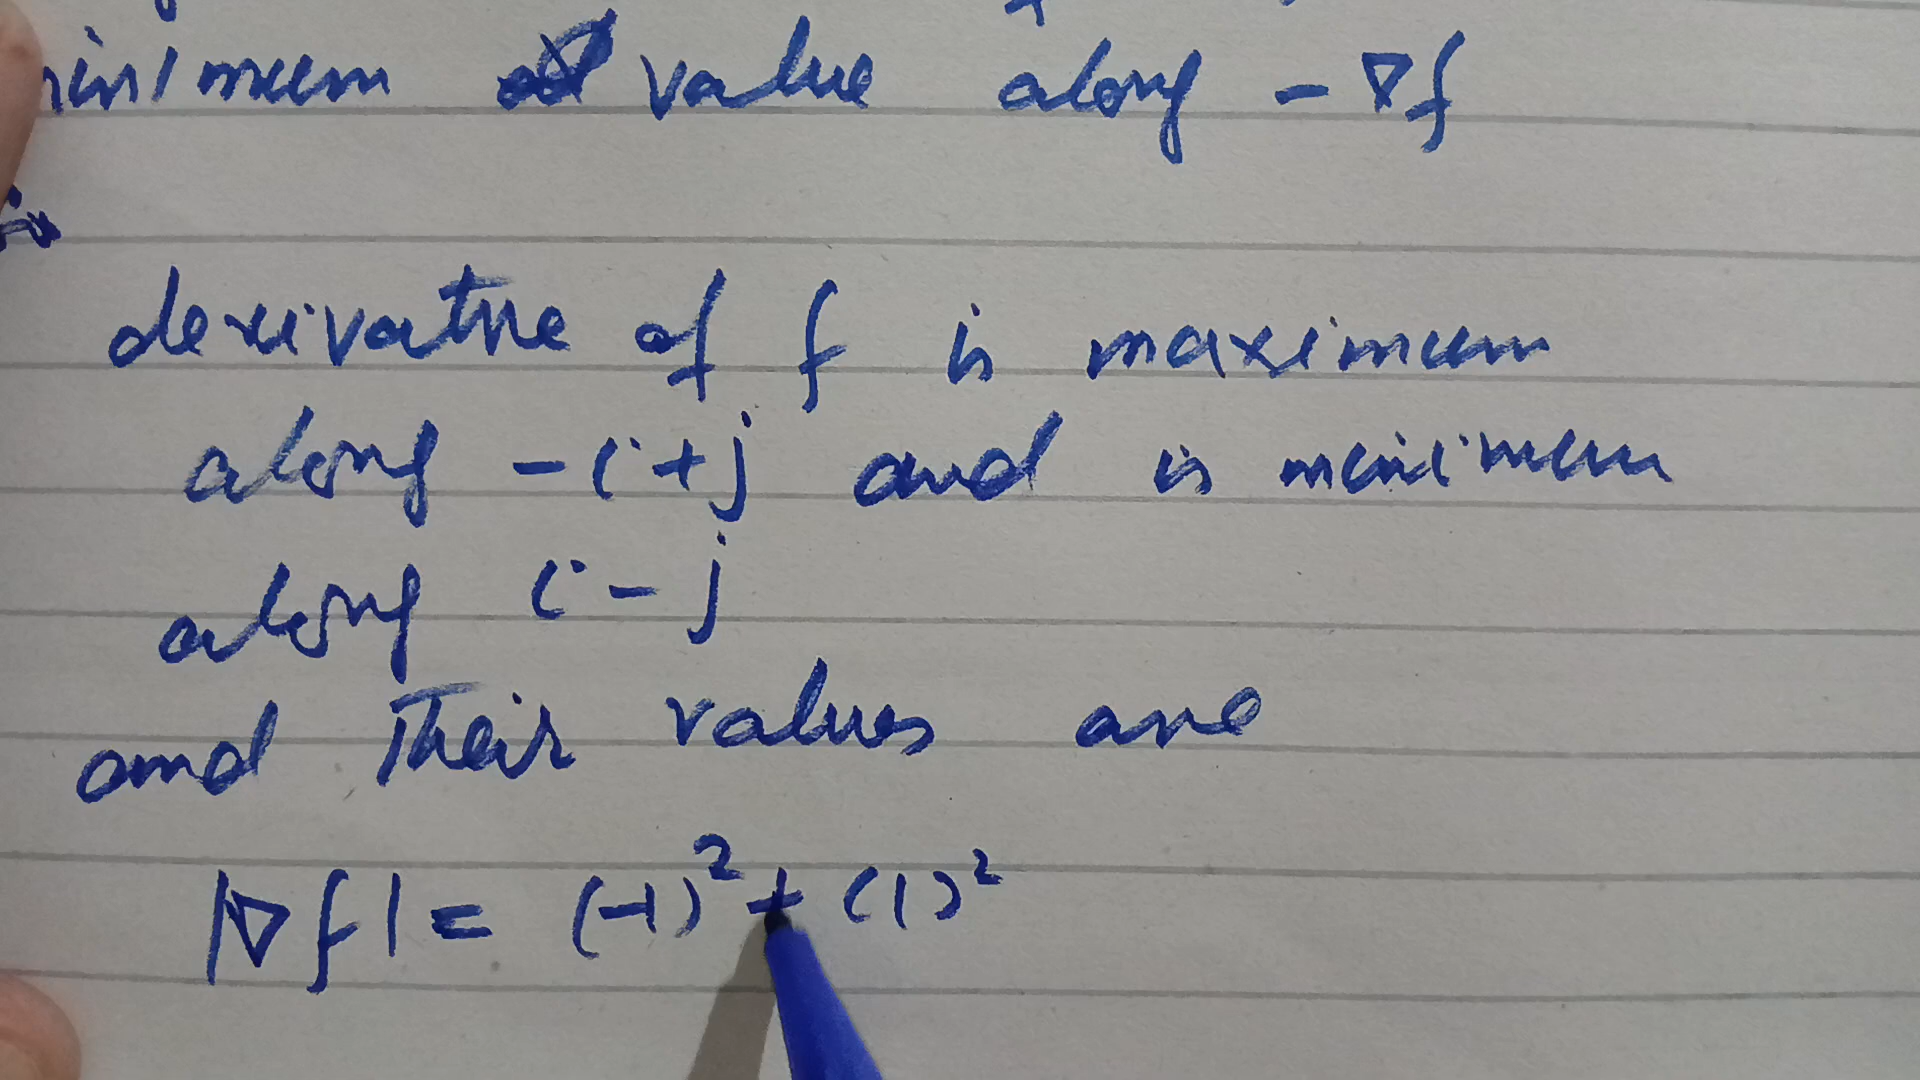 minimum value along - ∇f
derivative of f is maximum
along -i+j and is minimum
along i-j
and their values are
|∇f| = (-1)² + (1)²